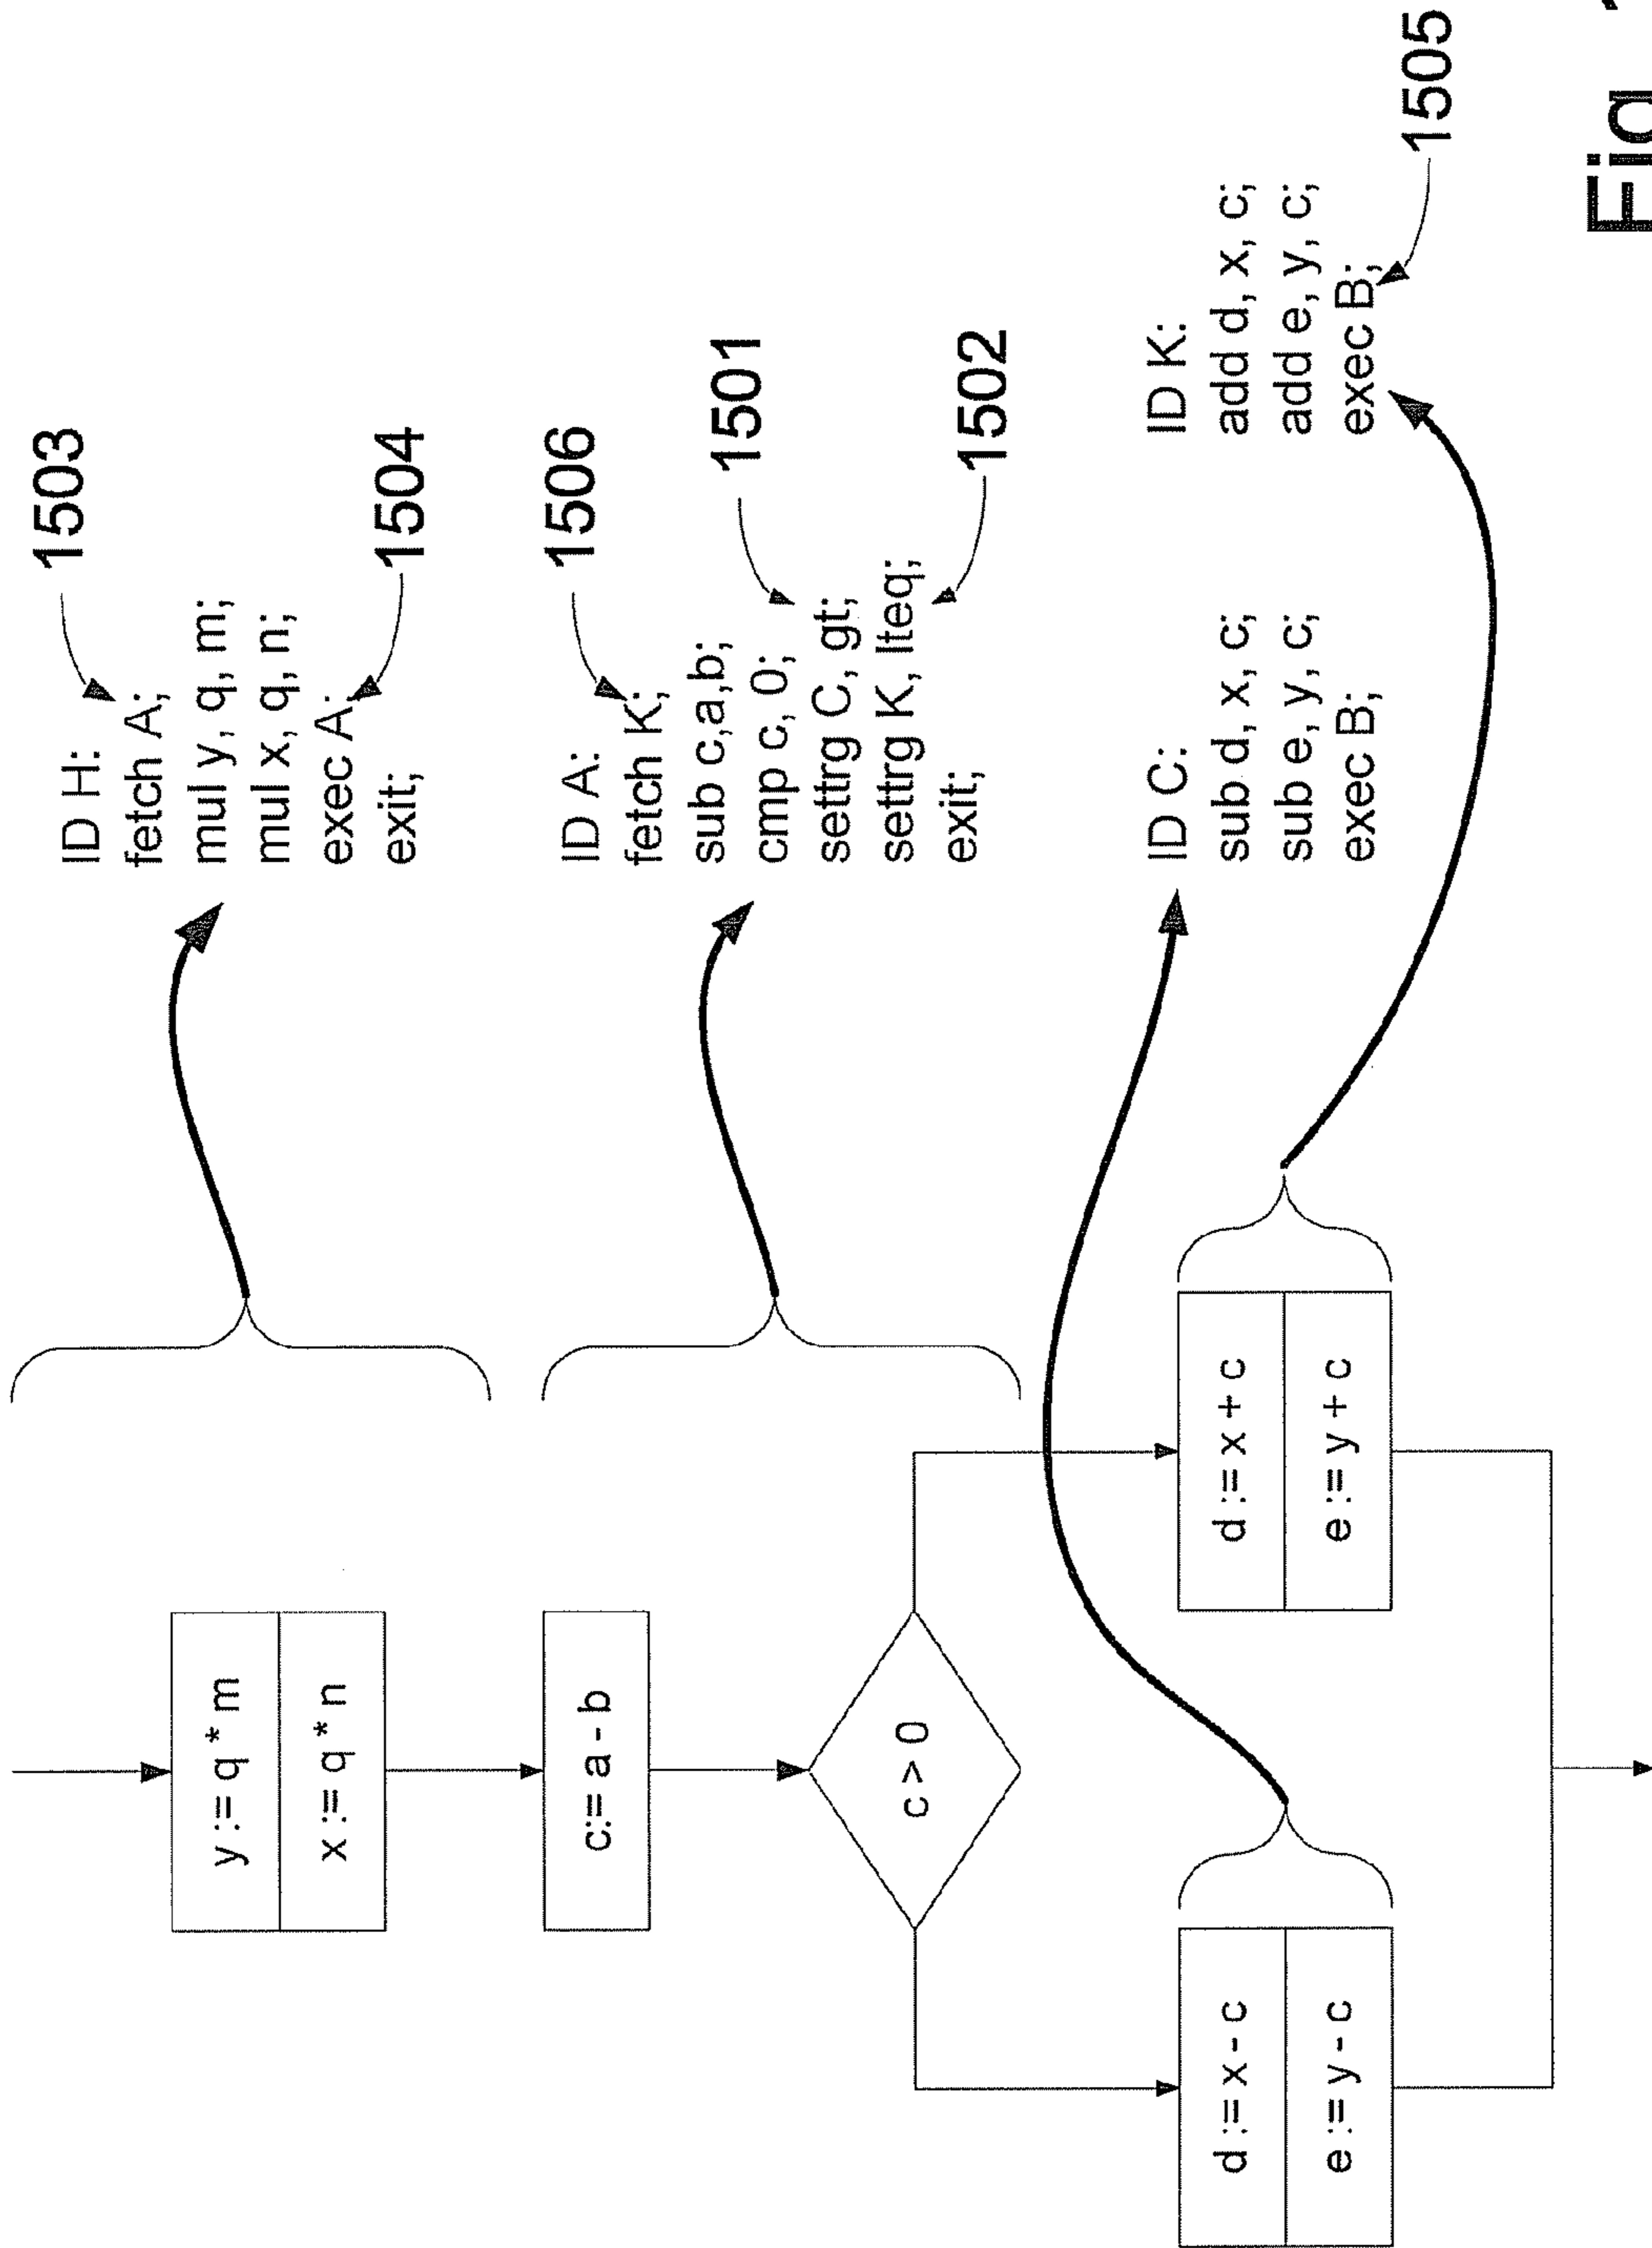 y := q * m
x := q * n
c := a - b
c > 0
d := x - c
e := y - c
d := x + c
e := y + c
1503
ID H:
fetch A;
mul y, q, m;
mul x, q, n;
exec A;
exit;
1504
1506
ID A:
fetch K;
sub c,a,b;
cmp c, 0;
settrg C, gt;
settrg K, lteq;
exit;
1501
1502
ID C:
sub d, x, c;
sub e, y, c;
exec B;
ID K:
add d, x, c;
add e, y, c;
exec B;
1505
Fig